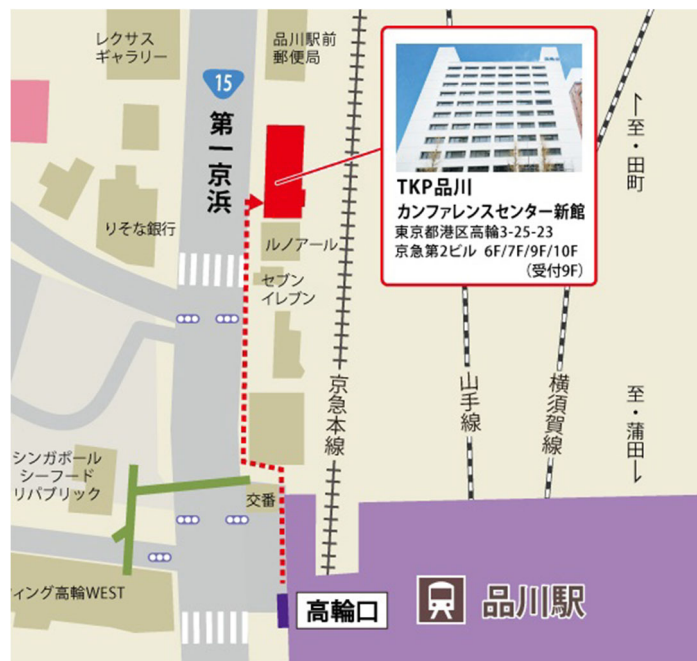 レクサス
ギャラリー
品川駅前
郵便局
15
第一京浜
至・田町
TKP品川
カンファレンスセンター新館
東京都港区高輪3-25-23
京急第2ビル 6F/7F/9F/10F
(受付9F)
りそな銀行
ルノアール
セブン
イレブン
京急本線
山手線
横須賀線
至・蒲田
シンガポール
シーフード
リパブリック
交番
ィング高輪WEST
高輪口
品川駅